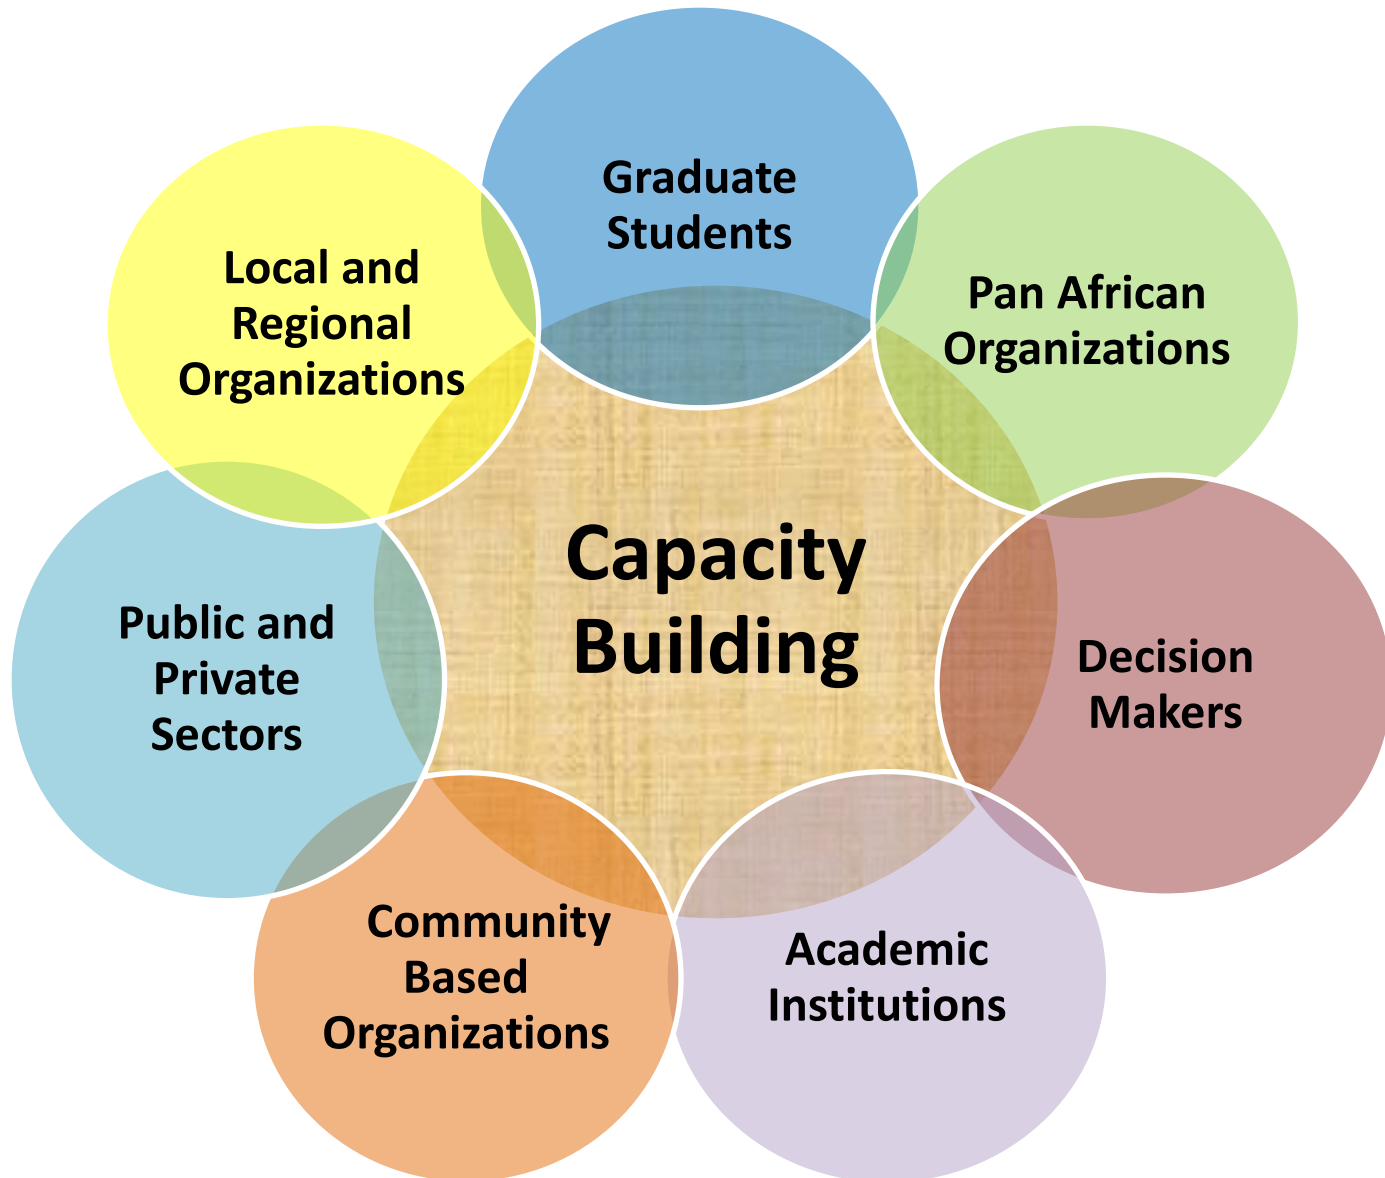 Graduate
Students
Pan African
Organizations
Decision
Makers
Academic
Institutions
Community
Based
Organizations
Public and
Private
Sectors
Local and
Regional
Organizations
Capacity
Building